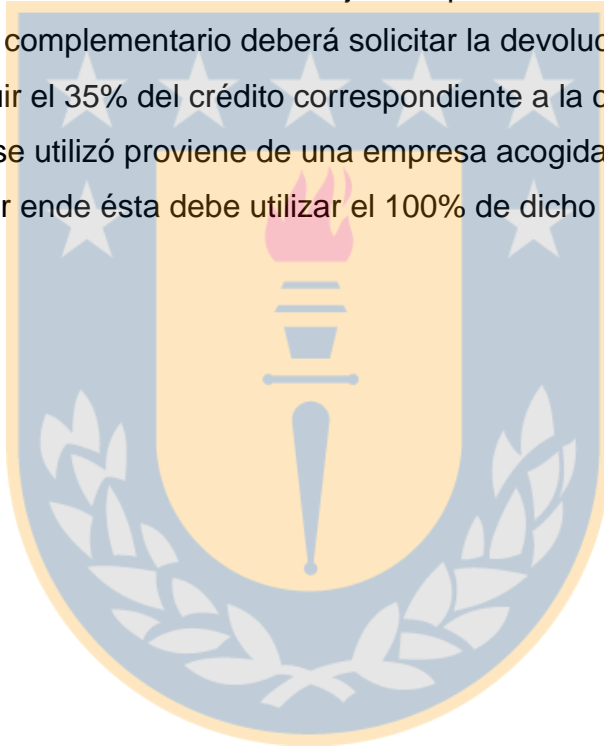 complementario deberá solicitar la devoluc
ir el 35% del crédito correspondiente a la
se utilizó proviene de una empresa acogida
r ende ésta debe utilizar el 100% de dicho